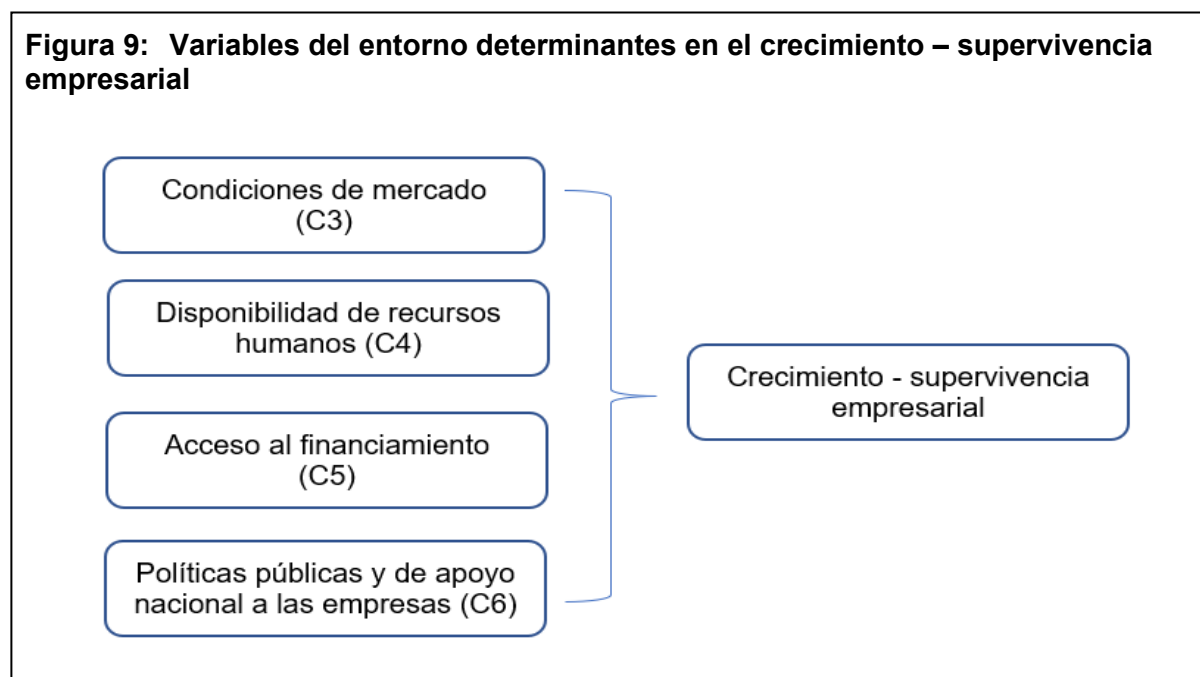 Figura 9: Variables del entorno determinantes en el crecimiento – supervivencia
empresarial
Condiciones de mercado
(C3)
Disponibilidad de recursos
humanos (C4)
Acceso al financiamiento
(C5)
Políticas públicas y de apoyo
nacional a las empresas (C6)
Crecimiento - supervivencia
empresarial